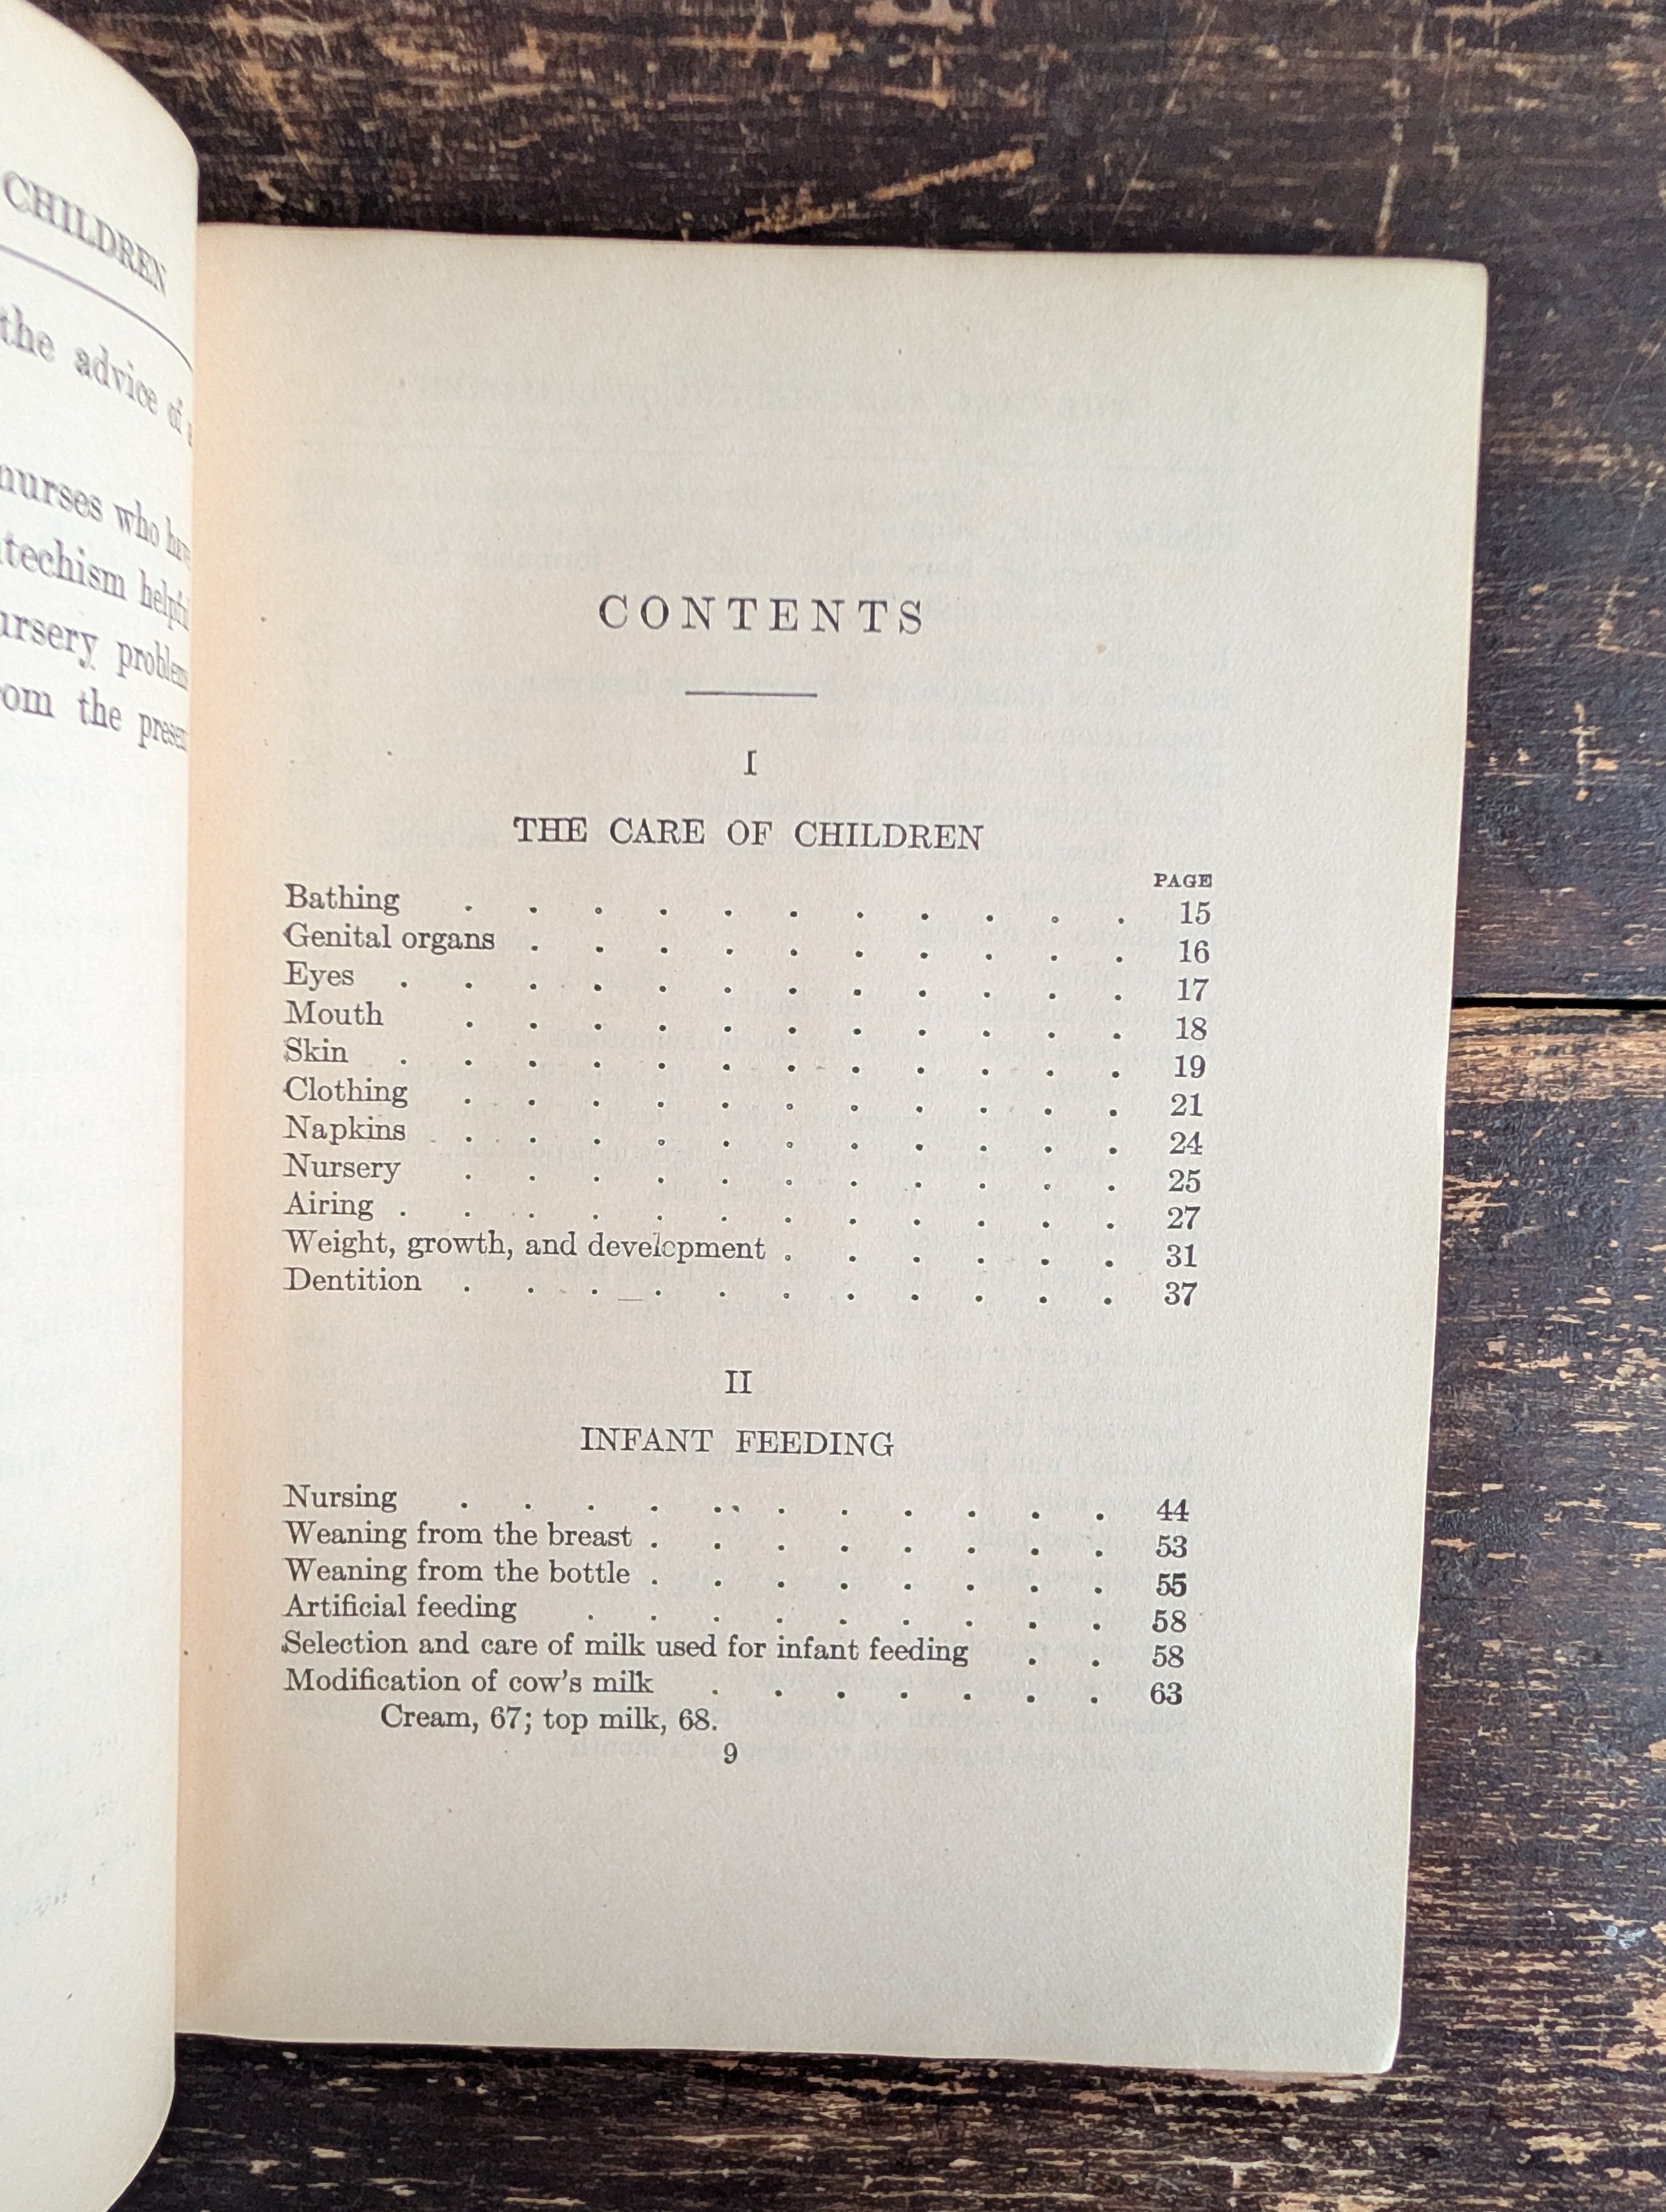 CHILDREN
the advice of a
nurses who have
techism helpful
ursery problems
om the presen
CONTENTS
I
THE CARE OF CHILDREN
PAGE
Bathing . . . . . . . . . . . 15
Genital organs . . . . . . . . . . 16
Eyes . . . . . . . . . . . . 17
Mouth . . . . . . . . . . . 18
Skin . . . . . . . . . . . . 19
Clothing . . . . . . . . . . . 21
Napkins . . . . . . . . . . . 24
Nursery . . . . . . . . . . . 25
Airing . . . . . . . . . . . . 27
Weight, growth, and development . . . . . . 31
Dentition . . . . . . . . . . . 37
II
INFANT FEEDING
Nursing . . . . . . . . . . . 44
Weaning from the breast . . . . . . . . 53
Weaning from the bottle . . . . . . . . 55
Artificial feeding . . . . . . . . . 58
Selection and care of milk used for infant feeding . . 58
Modification of cow's milk . . . . . . . 63
Cream, 67; top milk, 68.
9